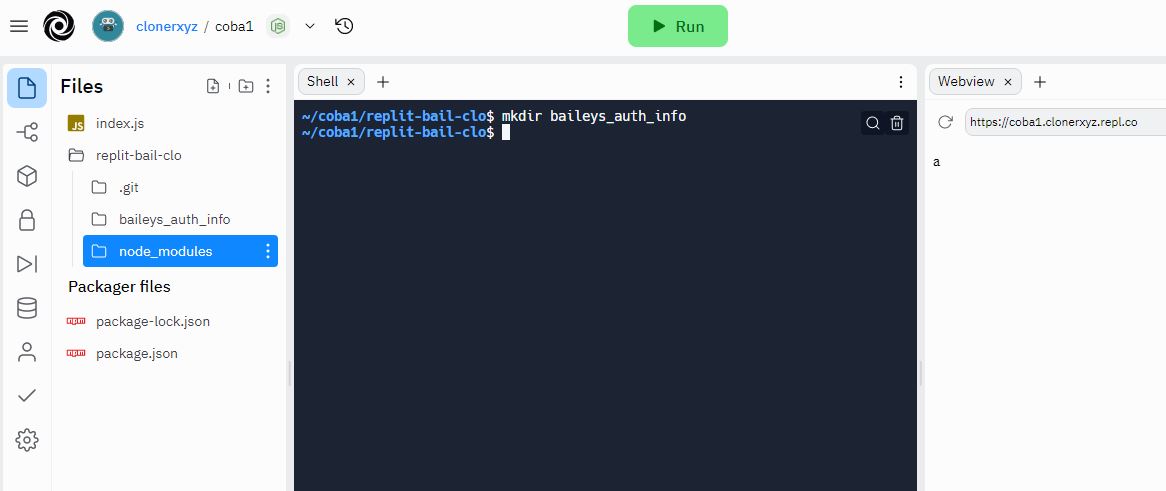 clonerxyz / coba1
Run
Files
index.js
replit-bail-clo
.git
baileys_auth_info
node_modules
Packager files
package-lock.json
package.json
Shell
~/coba1/replit-bail-clo$ mkdir baileys_auth_info
~/coba1/replit-bail-clo$
Webview
https://coba1.clonerxyz.repl.co
a